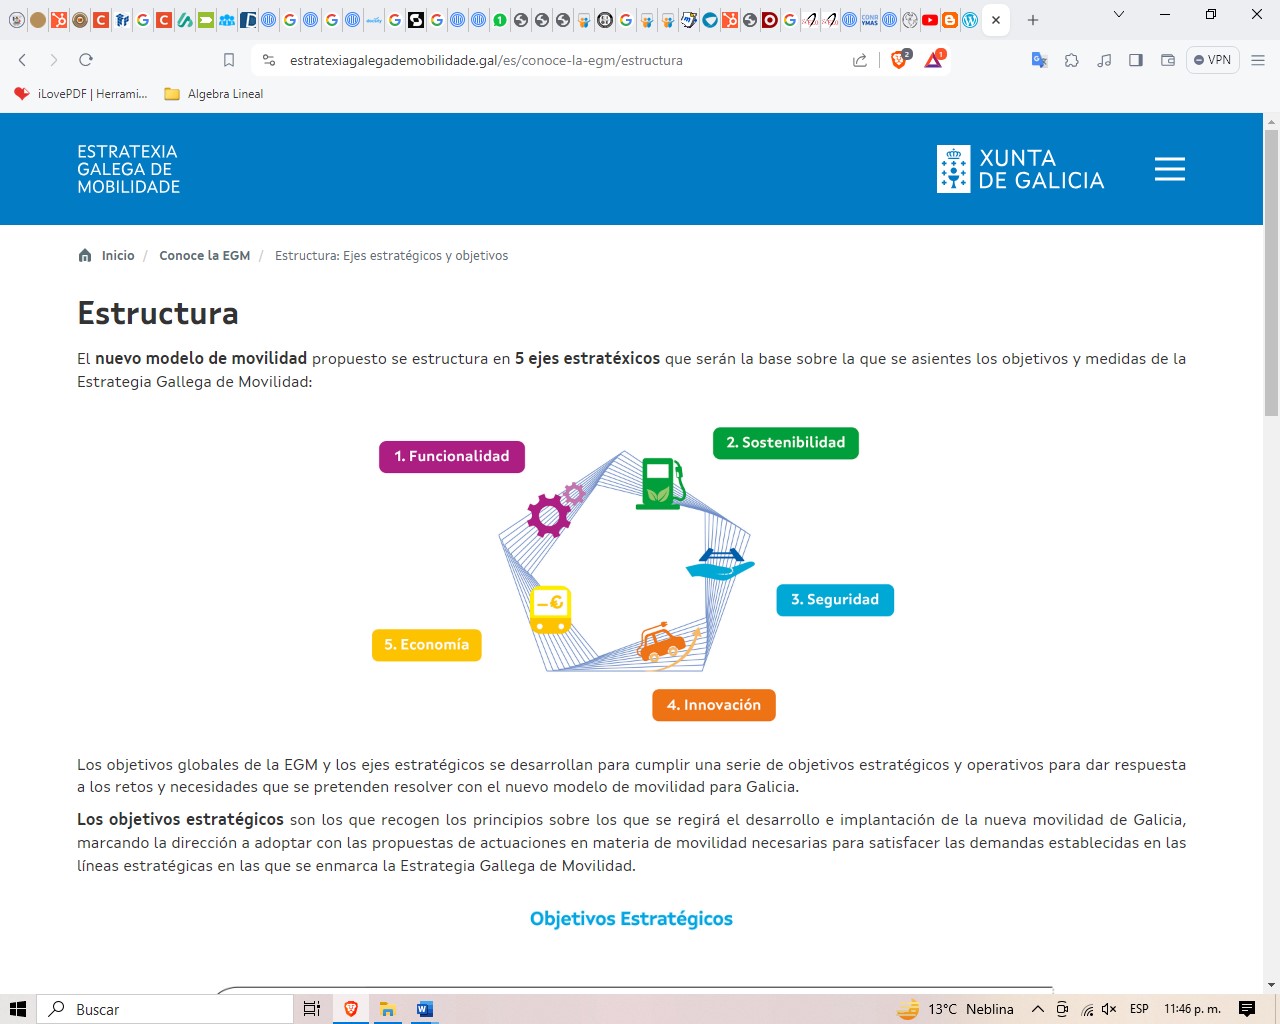 estratexiagalegademobilidade.gal/es/conoce-la-egm/estructura
2
1
VPN
iLovePDF | Herrami...
Algebra Lineal
ESTRATEXIA
GALEGA DE
MOBILIDADE
XUNTA
DE GALICIA
Inicio / Conoce la EGM / Estructura: Ejes estratégicos y objetivos
Estructura
El nuevo modelo de movilidad propuesto se estructura en 5 ejes estratéxicos que serán la base sobre la que se asientes los objetivos y medidas de la
Estrategia Gallega de Movilidad:
1. Funcionalidad
2. Sostenibilidad
3. Seguridad
5. Economía
4. Innovación
Los objetivos globales de la EGM y los ejes estratégicos se desarrollan para cumplir una serie de objetivos estratégicos y operativos para dar respuesta
a los retos y necesidades que se pretenden resolver con el nuevo modelo de movilidad para Galicia.
Los objetivos estratégicos son los que recogen los principios sobre los que se regirá el desarrollo e implantación de la nueva movilidad de Galicia,
marcando la dirección a adoptar con las propuestas de actuaciones en materia de movilidad necesarias para satisfacer las demandas establecidas en las
líneas estratégicas en las que se enmarca la Estrategia Gallega de Movilidad.
Objetivos Estratégicos
Buscar
13°C Neblina
ESP
11:46 p. m.